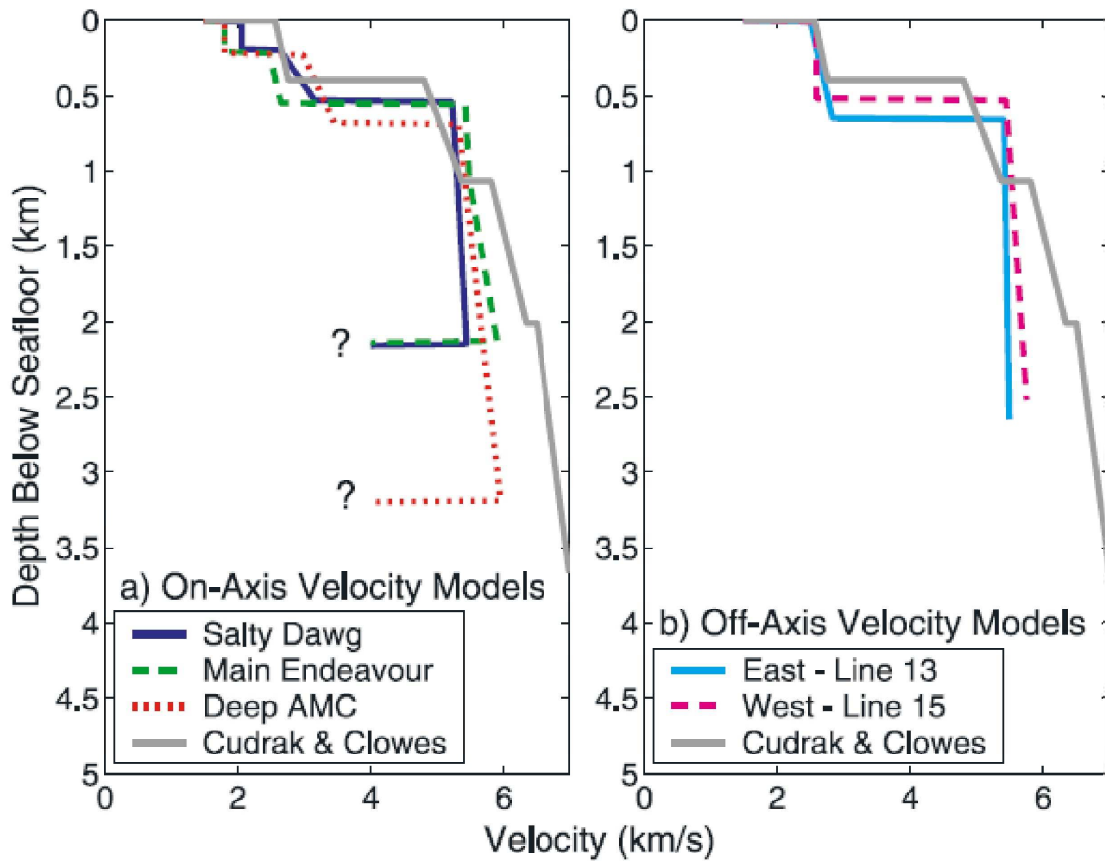 0
0.5
1
1.5
2
2.5
3
3.5
4
4.5
5
Depth Below Seafloor (km)
?
?
a) On-Axis Velocity Models
Salty Dawg
Main Endeavour
Deep AMC
Cudrak & Clowes
0
2
4
6
0
0.5
1
1.5
2
2.5
3
3.5
4
4.5
5
b) Off-Axis Velocity Models
East - Line 13
West - Line 15
Cudrak & Clowes
0
2
4
6
Velocity (km/s)